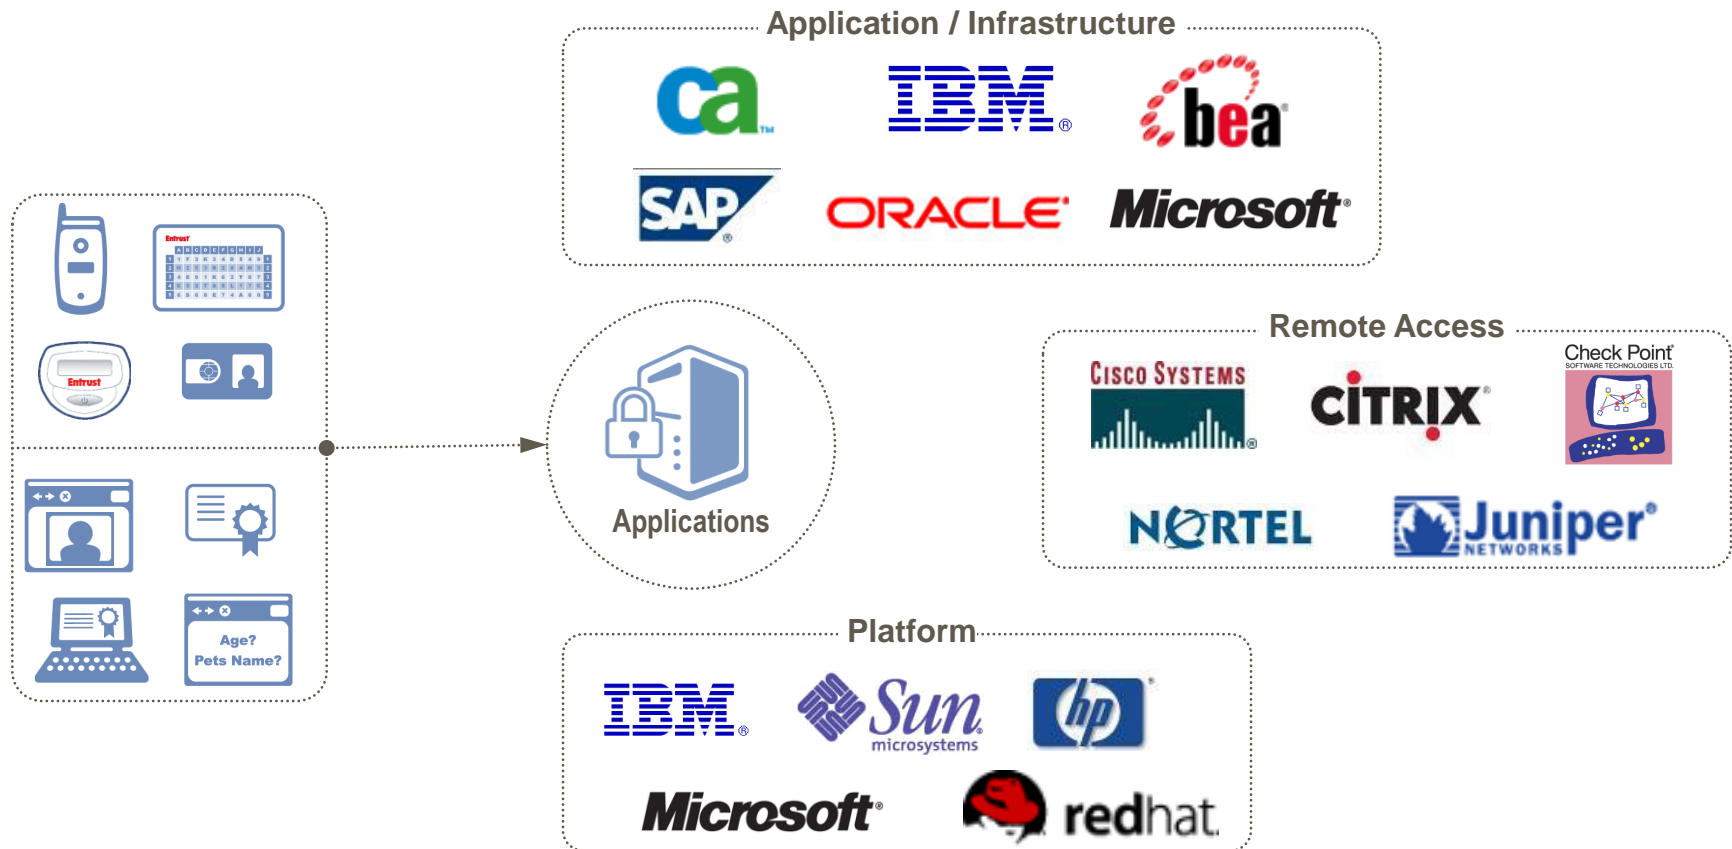 Application / Infrastructure
ca™
IBM®
bea®
SAP®
ORACLE®
Microsoft®
Entrust
A B C D E F G H I J
Entrust
Applications
Age?
Pets Name?
Remote Access
CISCO SYSTEMS®
CiTRIX®
Check Point®
SOFTWARE TECHNOLOGIES LTD.
NORTEL
Juniper®
NETWORKS
Platform
IBM®
Sun®
microsystems
hp®
Microsoft®
redhat.